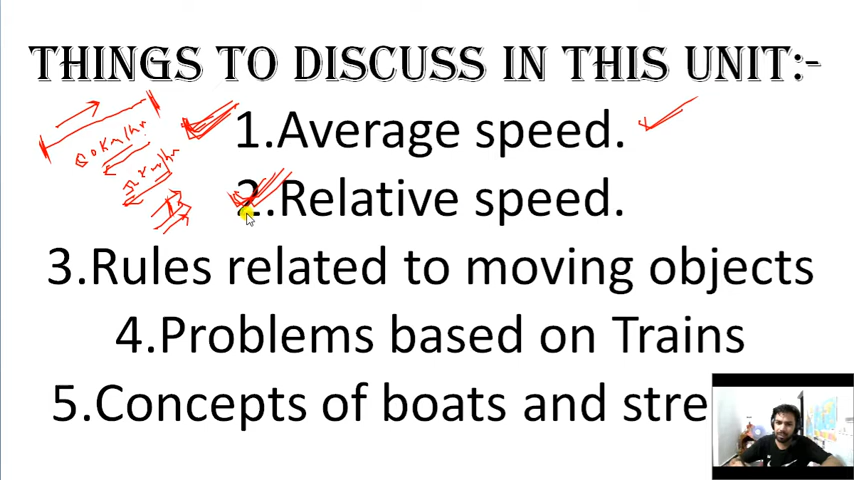 THINGS TO DISCUSS IN THIS UNIT:-
1.Average speed.
2.Relative speed.
3.Rules related to moving objects
4.Problems based on Trains
5.Concepts of boats and stre